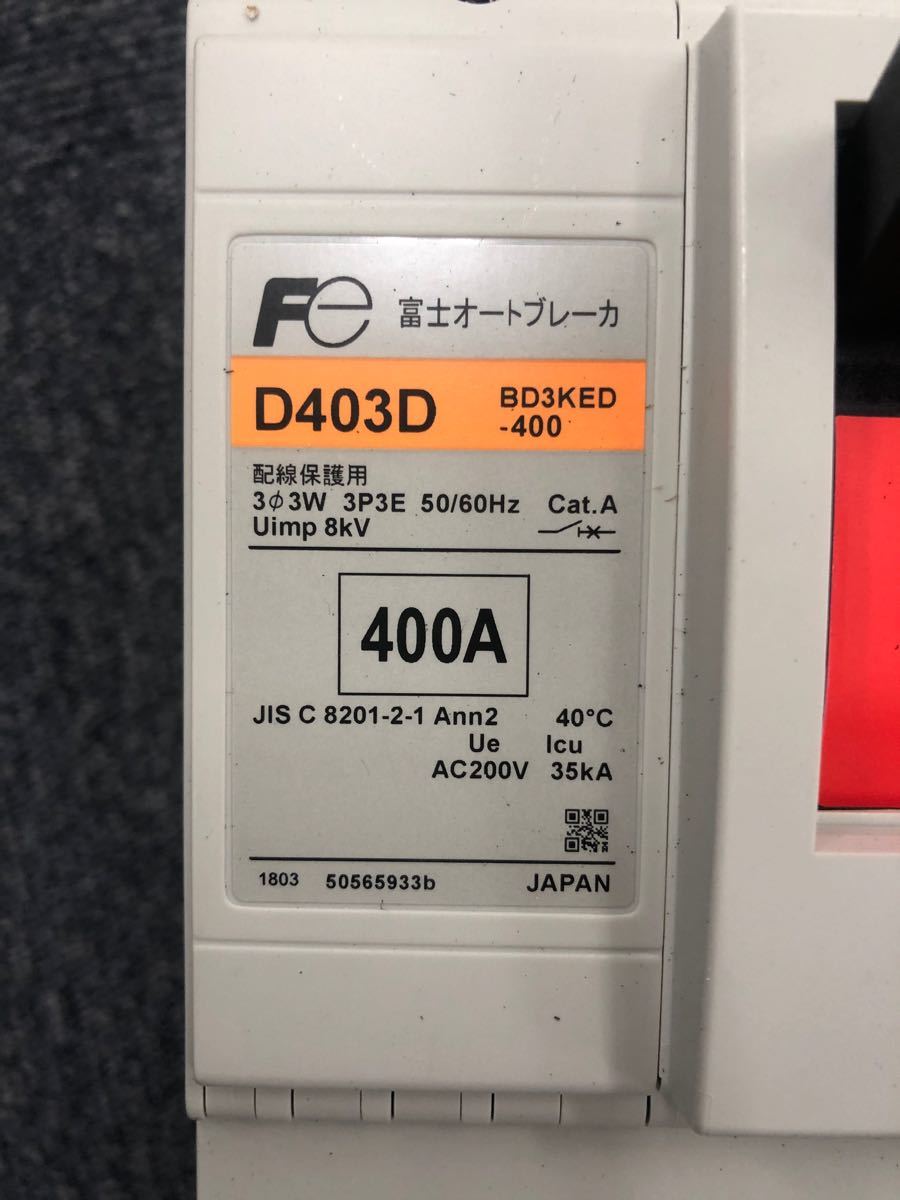 Fe 富士オートブレーカ
D403D BD3KED
-400
配線保護用
3φ3W 3P3E 50/60Hz Cat.A
Uimp 8kV
400A
JIS C 8201-2-1 Ann2 40°C
Ue Icu
AC200V 35kA
1803 50565933b JAPAN